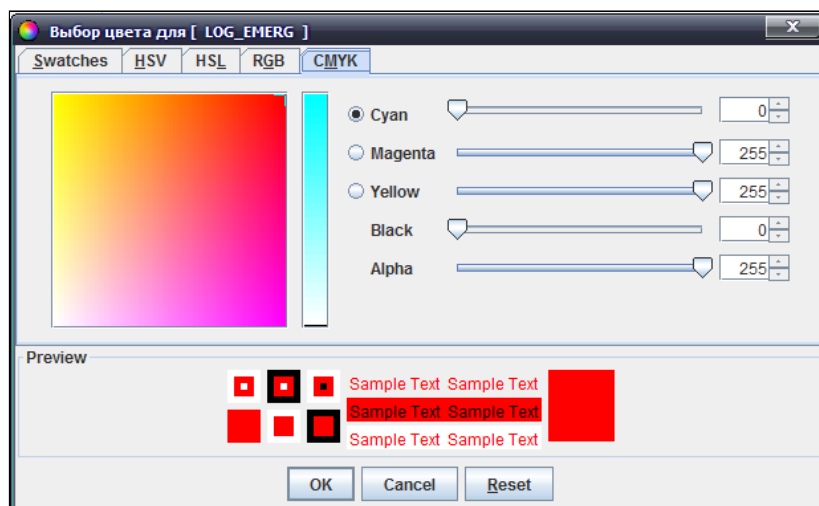 Выбор цвета для [ LOG_EMERG ]
Swatches HSV HSL RGB CMYK
Cyan 0
Magenta 255
Yellow 255
Black 0
Alpha 255
Preview
Sample Text Sample Text
Sample Text Sample Text
Sample Text Sample Text
OK Cancel Reset